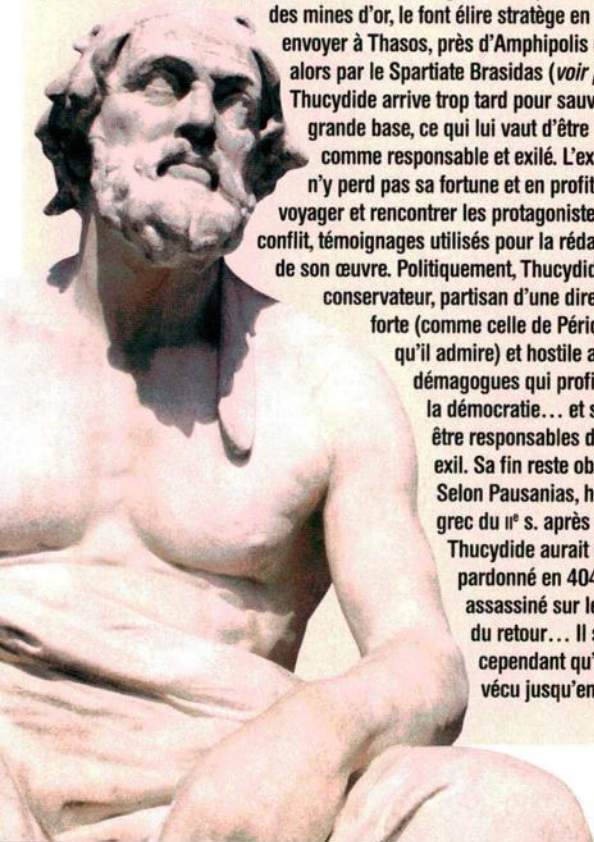 des mines d'or, le font élire stratège en
envoyer à Thasos, près d'Amphipolis
alors par le Spartiate Brasidas (voir
Thucydide arrive trop tard pour sauv
grande base, ce qui lui vaut d'être
comme responsable et exilé. L'ex
n'y perd pas sa fortune et en profit
voyager et rencontrer les protagoniste
conflit, témoignages utilisés pour la réda
de son œuvre. Politiquement, Thucydid
conservateur, partisan d'une dire
forte (comme celle de Péric
qu'il admire) et hostile a
démagogues qui profi
la démocratie… et s
être responsables d
exil. Sa fin reste ob
Selon Pausanias, h
grec du IIe s. après
Thucydide aurait
pardonné en 404
assassiné sur le
du retour… Il s
cependant qu'
vécu jusqu'en